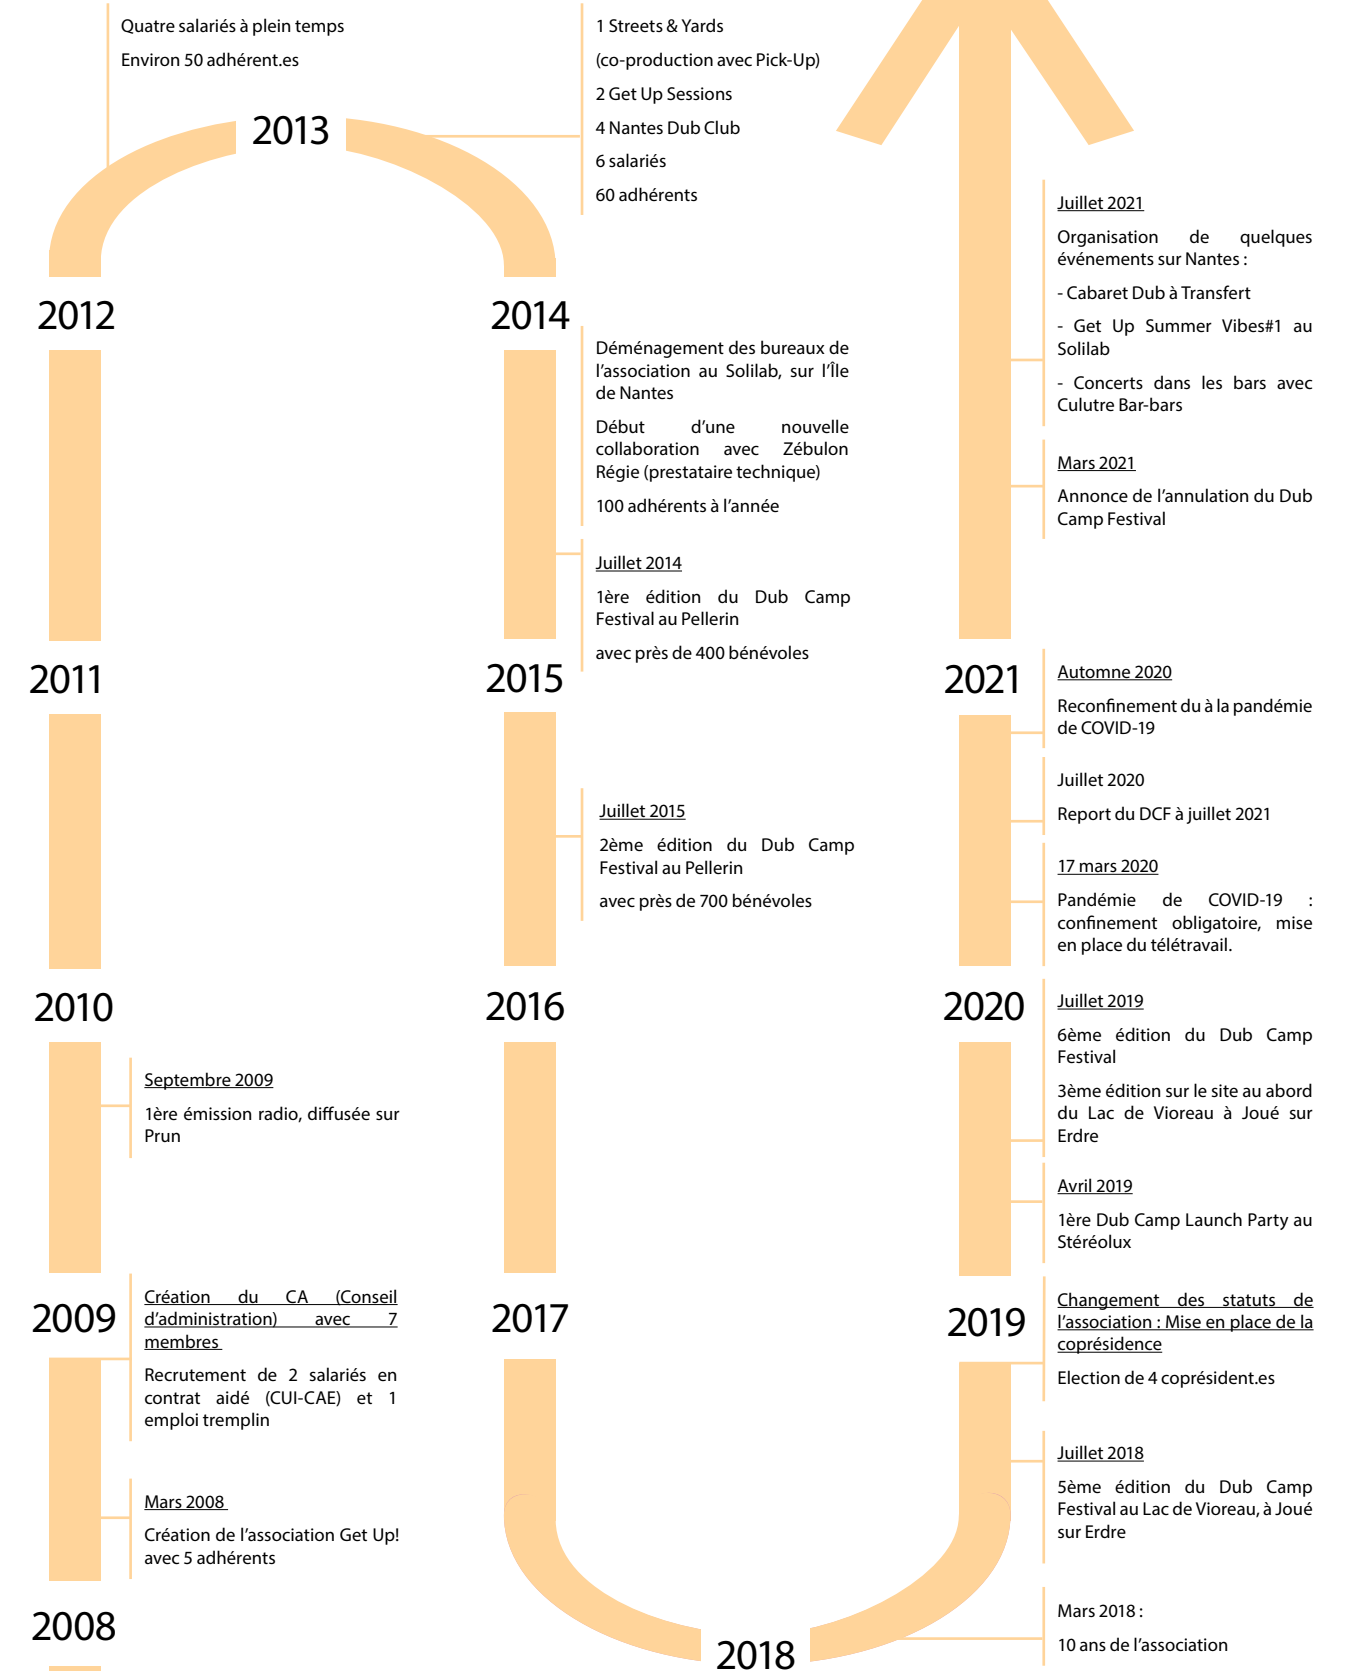 Quatre salariés à plein temps
Environ 50 adhérent.es
2013
1 Streets & Yards
(co-production avec Pick-Up)
2 Get Up Sessions
4 Nantes Dub Club
6 salariés
60 adhérents
2012
2011
2010
Septembre 2009
1ère émission radio, diffusée sur
Prun
2009
Création du CA (Conseil
d’administration) avec 7
membres
Recrutement de 2 salariés en
contrat aidé (CUI-CAE) et 1
emploi tremplin
Mars 2008
Création de l’association Get Up!
avec 5 adhérents
2008
2014
Déménagement des bureaux de
l’association au Solilab, sur l’Île
de Nantes
Début d’une nouvelle
collaboration avec Zébulon
Régie (prestataire technique)
100 adhérents à l’année
Juillet 2014
1ère édition du Dub Camp
Festival au Pellerin
avec près de 400 bénévoles
2015
Juillet 2015
2ème édition du Dub Camp
Festival au Pellerin
avec près de 700 bénévoles
2016
2017
2018
Juillet 2021
Organisation de quelques
événements sur Nantes :
- Cabaret Dub à Transfert
- Get Up Summer Vibes#1 au
Solilab
- Concerts dans les bars avec
Culutre Bar-bars
Mars 2021
Annonce de l’annulation du Dub
Camp Festival
2021
Automne 2020
Reconfinement du à la pandémie
de COVID-19
Juillet 2020
Report du DCF à juillet 2021
17 mars 2020
Pandémie de COVID-19 :
confinement obligatoire, mise
en place du télétravail.
2020
Juillet 2019
6ème édition du Dub Camp
Festival
3ème édition sur le site au abord
du Lac de Vioreau à Joué sur
Erdre
Avril 2019
1ère Dub Camp Launch Party au
Stéréolux
2019
Changement des statuts de
l’association : Mise en place de la
coprésidence
Election de 4 coprésident.es
Juillet 2018
5ème édition du Dub Camp
Festival au Lac de Vioreau, à Joué
sur Erdre
Mars 2018 :
10 ans de l’association